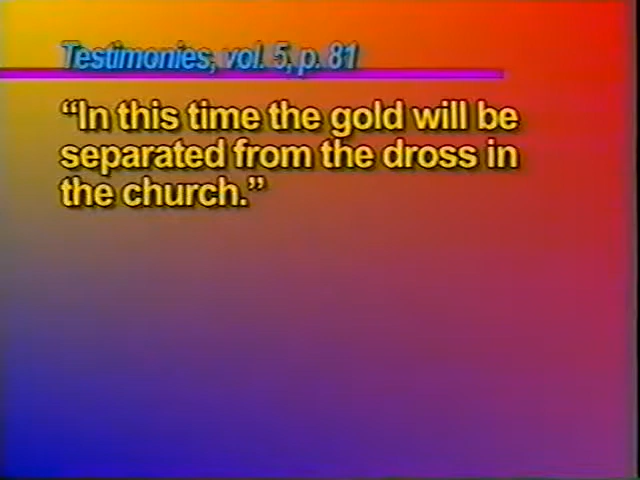 Testimonies, vol. 5, p. 81
“In this time the gold will be
separated from the dross in
the church.”